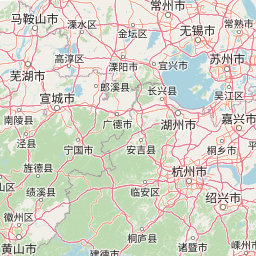 马鞍山市
溧水区
常州市
常熟市
金坛区
无锡市
高淳区
溧阳市
宜兴市
苏州市
芜湖市
郎溪县
长兴县
吴江区
宣城市
南陵县
广德市
湖州市
嘉兴市
泾县
宁国市
安吉县
桐乡市
旌德县
杭州市
绩溪县
临安区
绍兴市
徽州区
黄山市
桐庐县
诸暨市
嵊州市
建德市